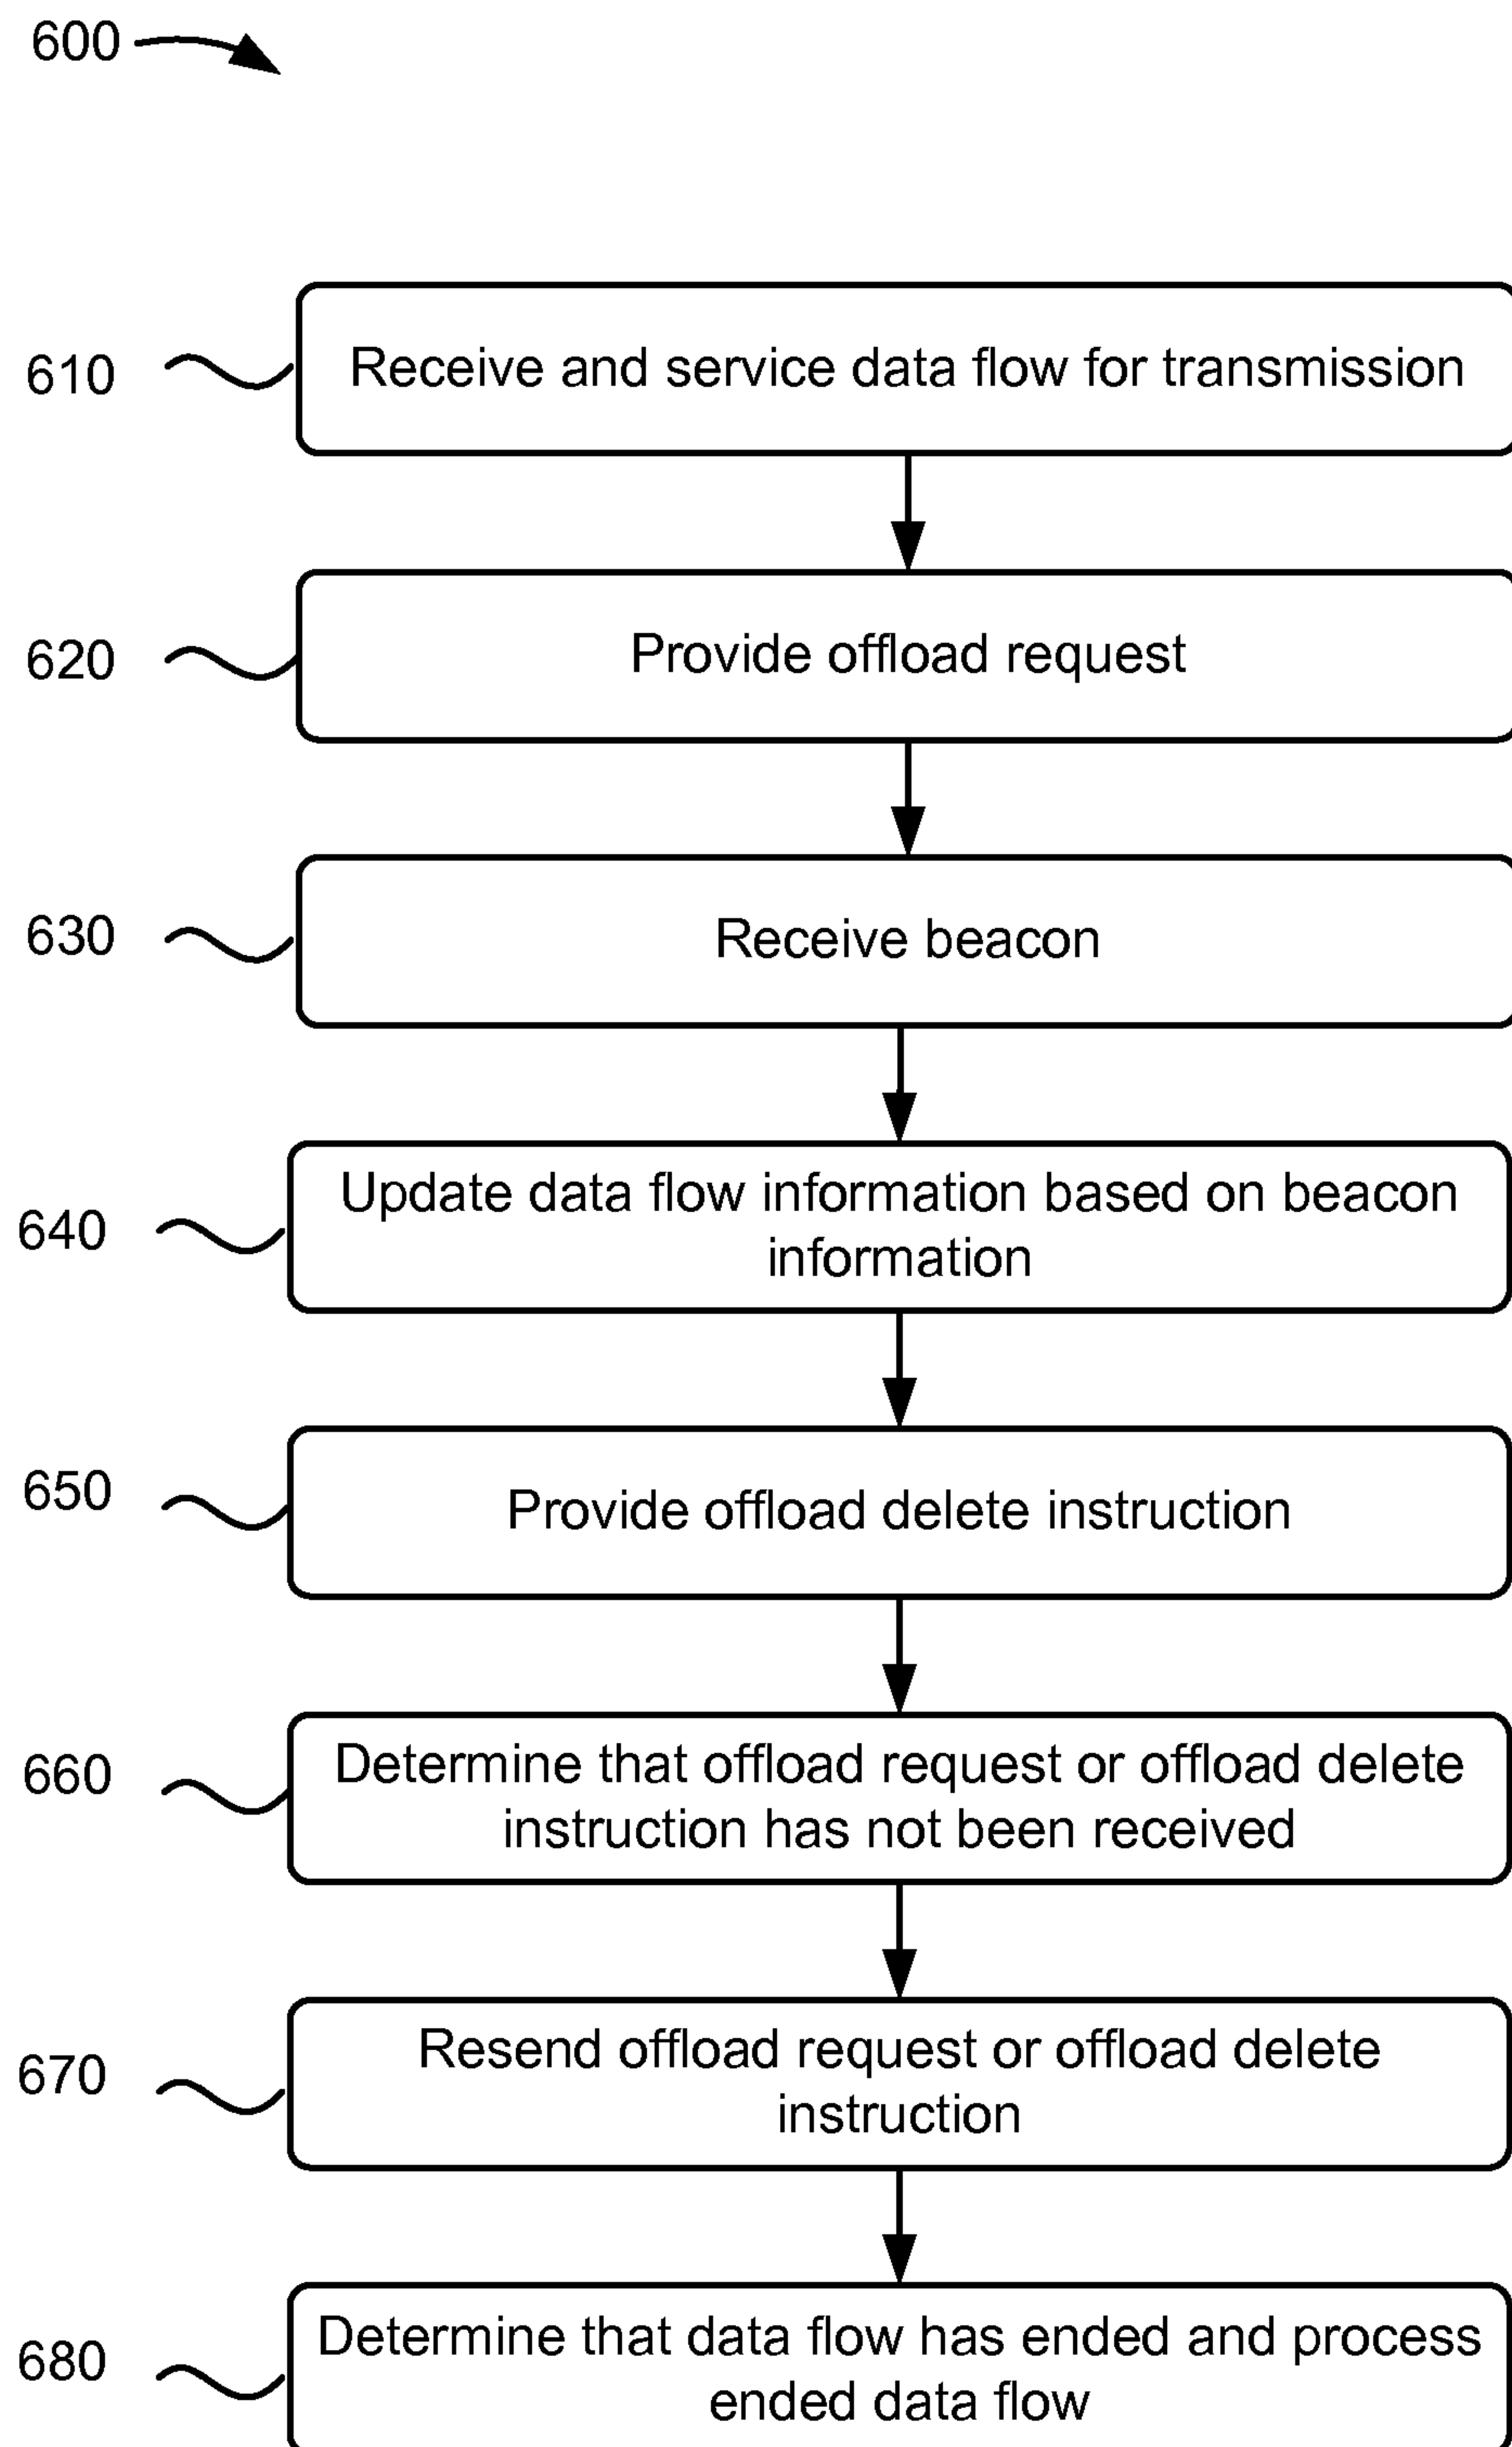 600
610
Receive and service data flow for transmission
620
Provide offload request
630
Receive beacon
640
Update data flow information based on beacon
information
650
Provide offload delete instruction
660
Determine that offload request or offload delete
instruction has not been received
670
Resend offload request or offload delete
instruction
680
Determine that data flow has ended and process
ended data flow